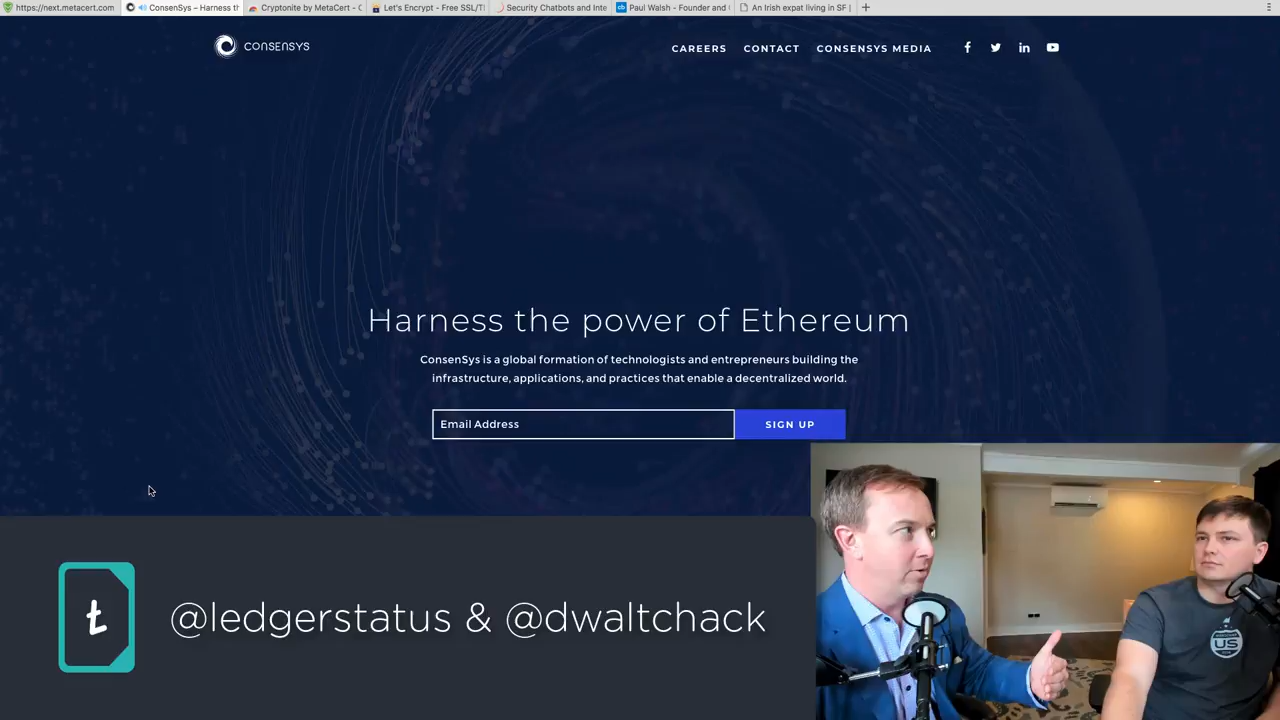 https://next.metacert.com
ConsenSys – Harness th
Cryptonite by MetaCert - C
Let's Encrypt - Free SSL/T
Security Chatbots and Inte
cb Paul Walsh - Founder and
An Irish expat living in SF |
CONSENSYS
CAREERS CONTACT CONSENSYS MEDIA
Harness the power of Ethereum
ConsenSys is a global formation of technologists and entrepreneurs building the
infrastructure, applications, and practices that enable a decentralized world.
Email Address
SIGN UP
@ledgerstatus & @dwaltchack
US